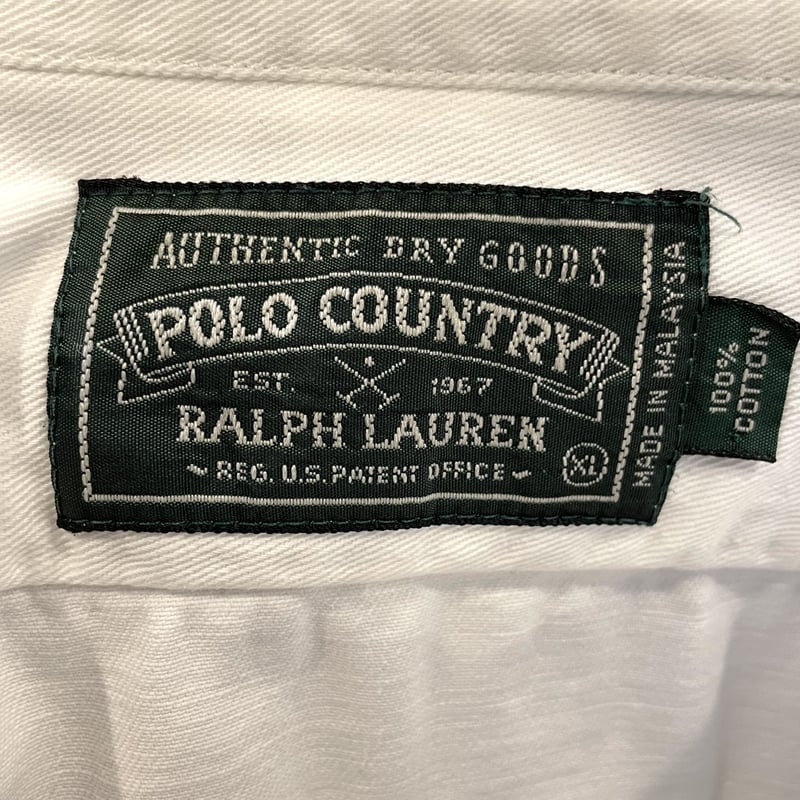 AUTHENTIC DRY GOODS
POLO COUNTRY
EST. 1967
RALPH LAUREN
REG. U.S. PATENT OFFICE
XL
MADE IN MALAYSIA
100%
COTTON